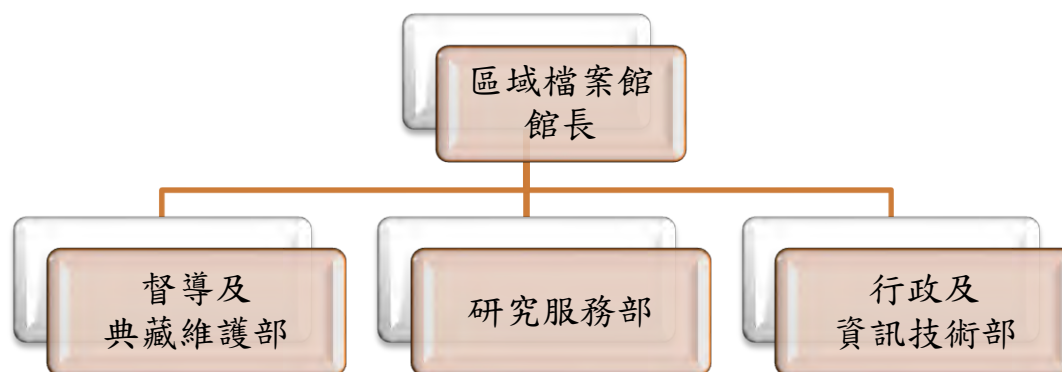 區域檔案館
館長
督導及
典藏維護部
研究服務部
行政及
資訊技術部